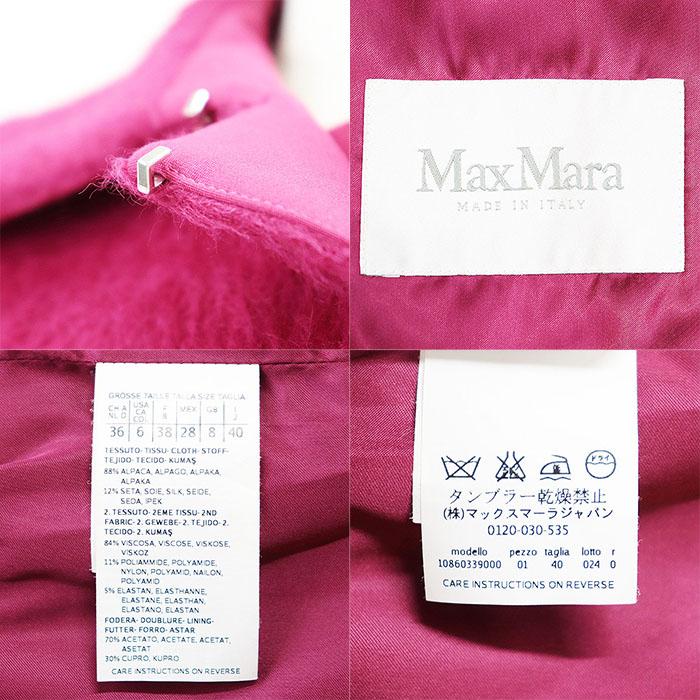 MaxMara
MADE IN ITALY
GRÖSSE TAILLE TALLA SIZE TAGLIA
CH A NL D
USA CA COL
F B
MEX
GB
I J
36 6 38 28 8 40
TESSUTO-TISSU-CLOTH-STOFF-
TEJIDO-TECIDO-KUMAŞ
88% ALPACA, ALPAGO, ALPAKA,
ALPAKA
12% SETA, SOIE, SILK, SEIDE,
SEDA, IPEK
2. TESSUTO-2EME TISSU-2ND
FABRIC-2. GEWEBE-2. TEJIDO-2.
TECIDO-2. KUMAŞ
84% VISCOSA, VISCOSE, VISKOSE,
VISKOZ
11% POLIAMMIDE, POLYAMIDE,
NYLON, POLYAMID, NAILON,
POLYAMID
5% ELASTAN, ELASTHANNE,
ELASTANE, ELASTHAN,
ELASTANO, ELASTAN
FODERA-DOUBLURE-LINING-
FUTTER-FORRO-ASTAR
70% ACETATO, ACETATE, ACETAT,
ASETAT
30% CUPRO, KUPRO
CARE INSTRUCTIONS ON REVERSE
ドライ
タンブラー乾燥禁止
(株)マックスマーラジャパン
0120-030-535
modello pezzo taglia lotto r
10860339000 01 40 024 0
CARE INSTRUCTIONS ON REVERSE